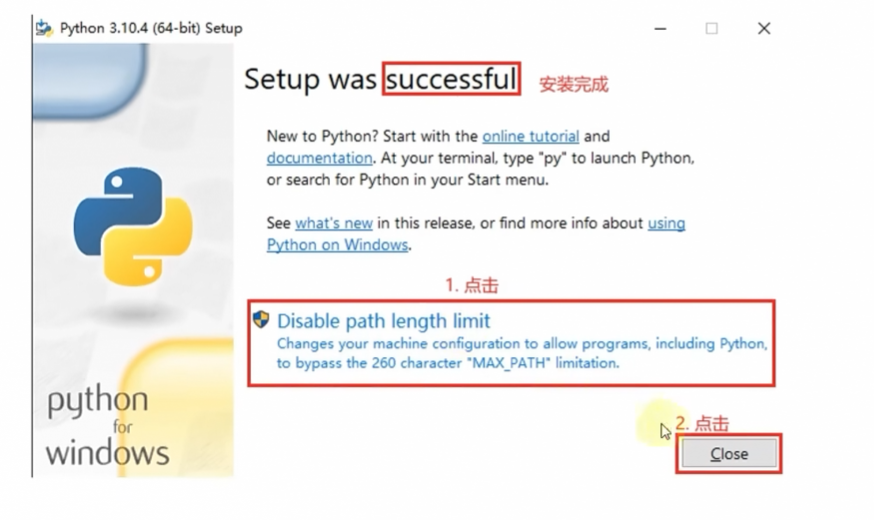 Python 3.10.4 (64-bit) Setup
Setup was successful 安装完成
New to Python? Start with the online tutorial and
documentation. At your terminal, type "py" to launch Python,
or search for Python in your Start menu.
See what's new in this release, or find more info about using
Python on Windows.
1. 点击
Disable path length limit
Changes your machine configuration to allow programs, including Python,
to bypass the 260 character "MAX_PATH" limitation.
python
for
windows
2. 点击
Close